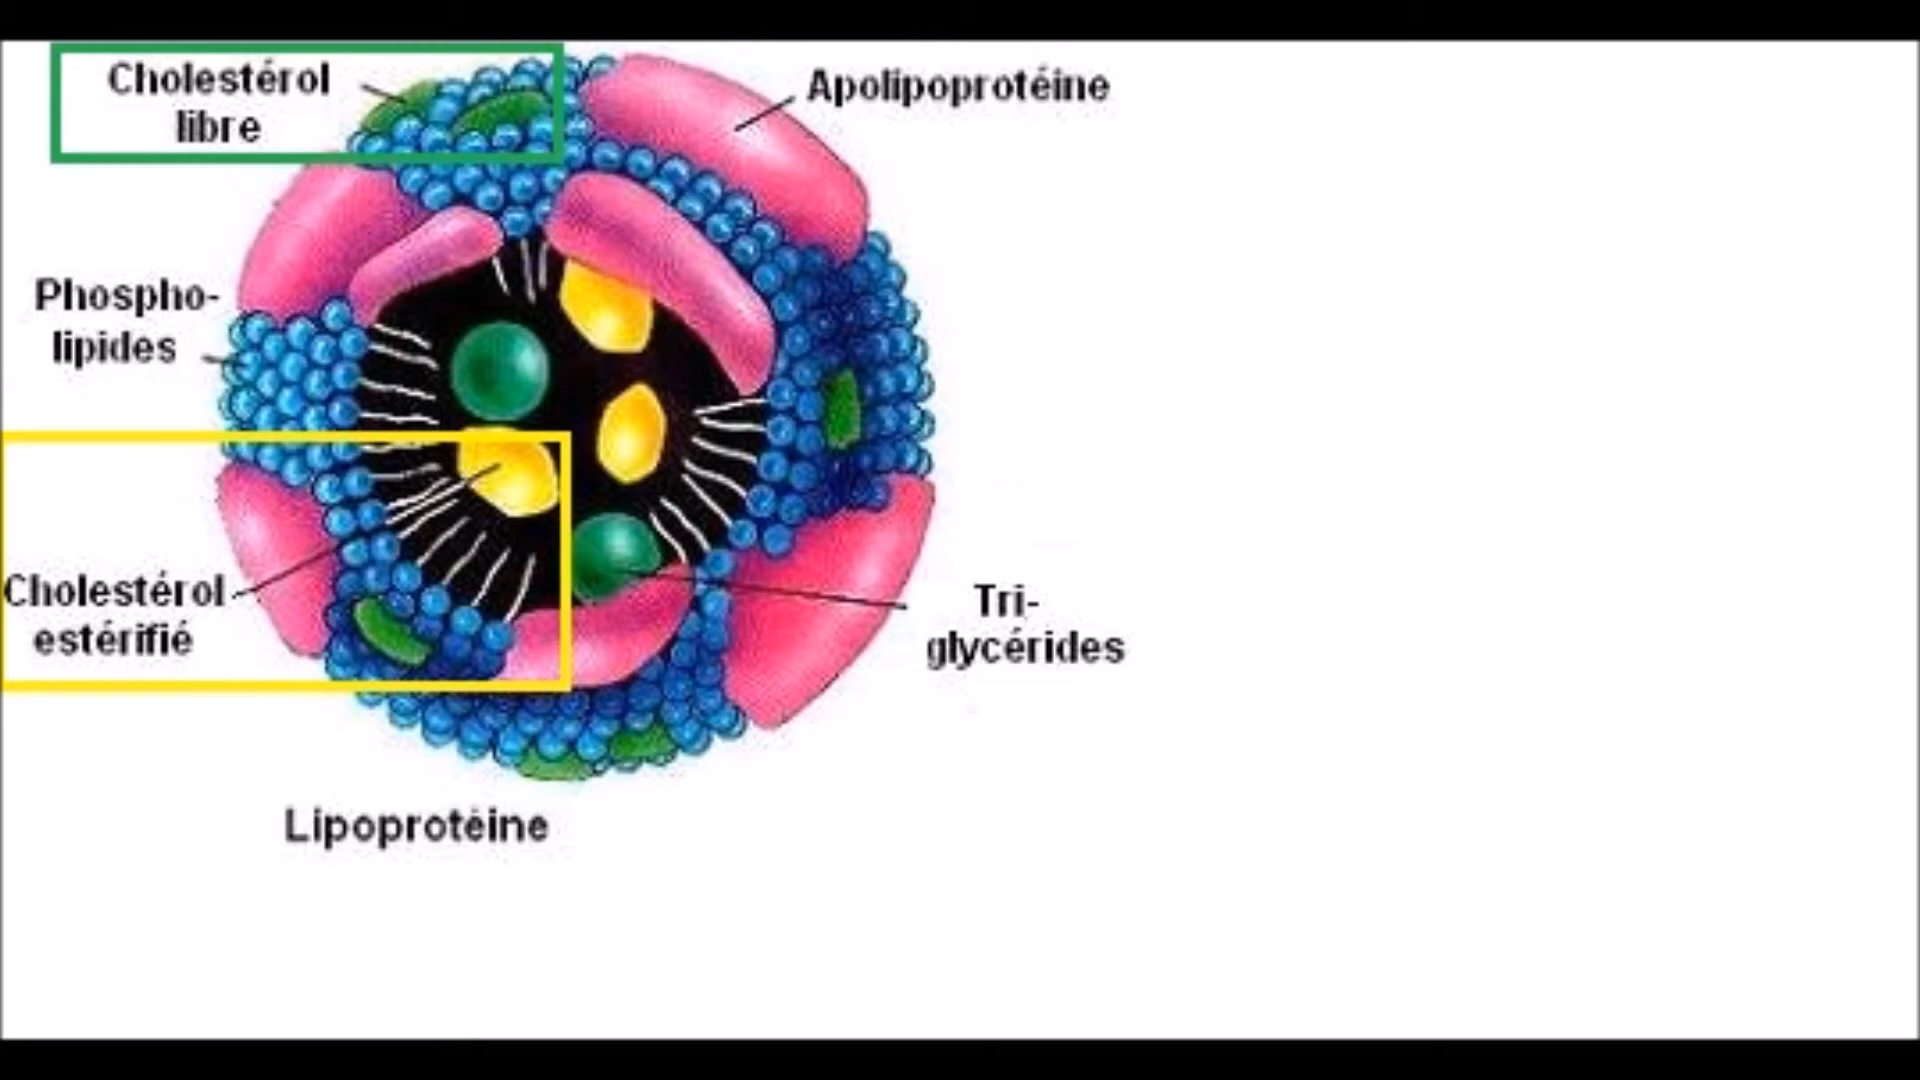 Cholestérol
libre
Apolipoprotéine
Phospho-
lipides
Cholestérol
estérifié
Tri-
glycérides
Lipoprotéine